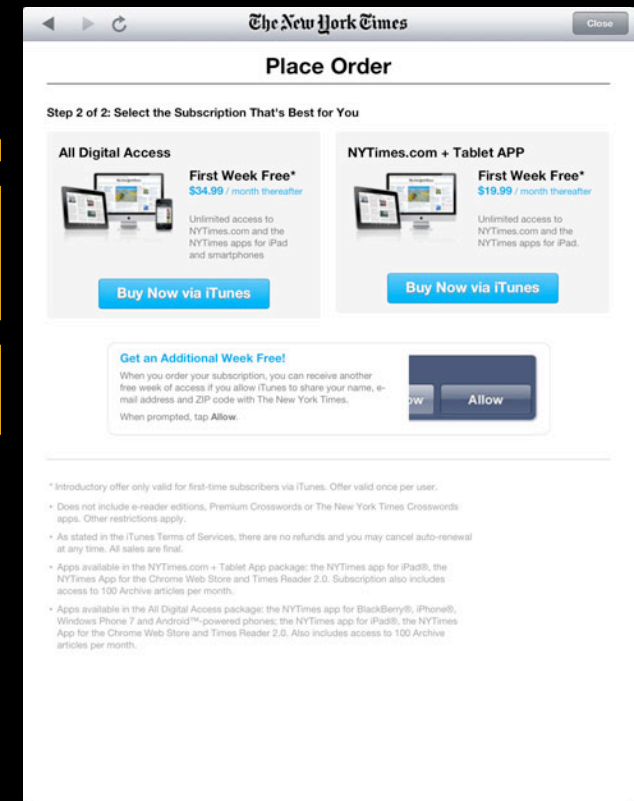 The New York Times
Close
Place Order
Step 2 of 2: Select the Subscription That's Best for You
All Digital Access
First Week Free*
$34.99 / month thereafter
Unlimited access to
NYTimes.com and the
NYTimes apps for iPad
and smartphones
Buy Now via iTunes
NYTimes.com + Tablet APP
First Week Free*
$19.99 / month thereafter
Unlimited access to
NYTimes.com and the
NYTimes apps for iPad.
Buy Now via iTunes
Get an Additional Week Free!
When you order your subscription, you can receive another
free week of access if you allow iTunes to share your name, e-
mail address and ZIP code with The New York Times.
When prompted, tap Allow.
ow
Allow
* Introductory offer only valid for first-time subscribers via iTunes. Offer valid once per user.
• Does not include e-reader editions, Premium Crosswords or The New York Times Crosswords
apps. Other restrictions apply.
• As stated in the iTunes Terms of Services, there are no refunds and you may cancel auto-renewal
at any time. All sales are final.
• Apps available in the NYTimes.com + Tablet App package: the NYTimes app for iPad®, the
NYTimes App for the Chrome Web Store and Times Reader 2.0. Subscription also includes
access to 100 Archive articles per month.
• Apps available in the All Digital Access package: the NYTimes app for BlackBerry®, iPhone®,
Windows Phone 7 and Android™-powered phones; the NYTimes app for iPad®, the NYTimes
App for the Chrome Web Store and Times Reader 2.0. Also includes access to 100 Archive
articles per month.